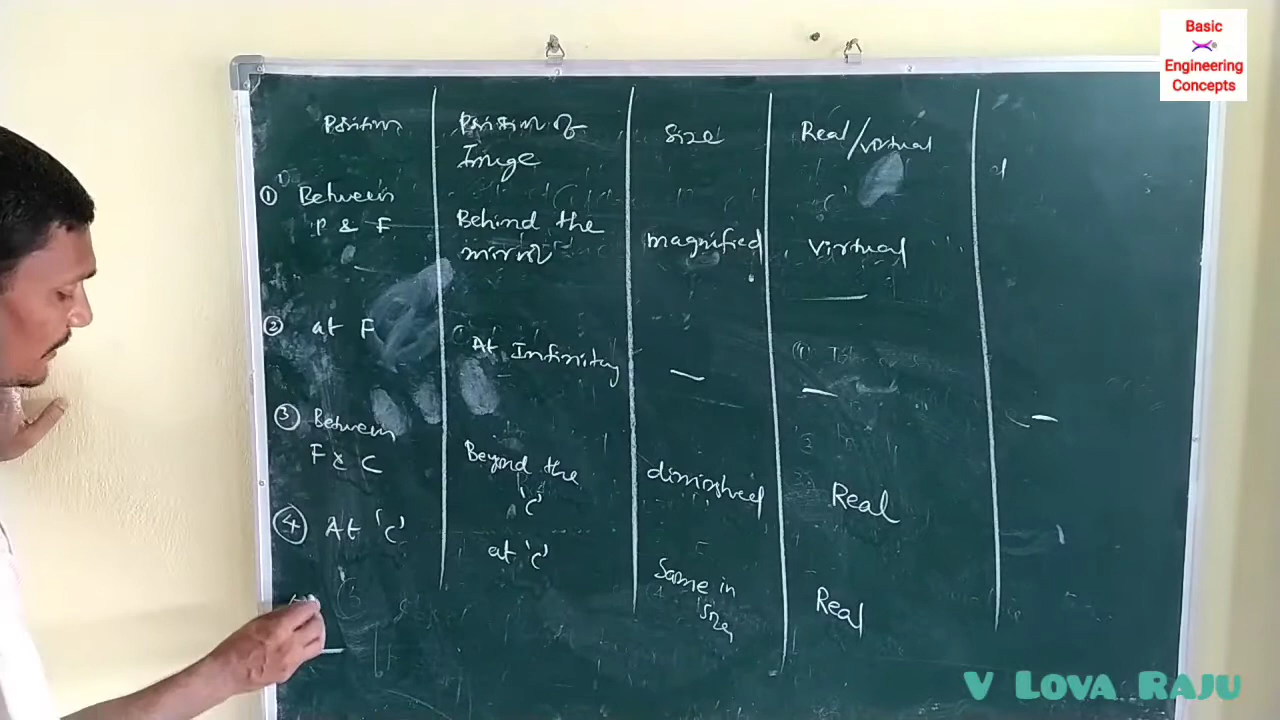 Basic
Engineering
Concepts
Position
Position of
Image
Size
Real/virtual
① Between
P & F
Behind the
mirror
magnified
virtual
② at F
At Infinity
—
—
③ Between
F & C
Beyond the
'C'
diminished
Real
④ At 'C'
at 'C'
Same in
Size
Real
V LOVA RAJU